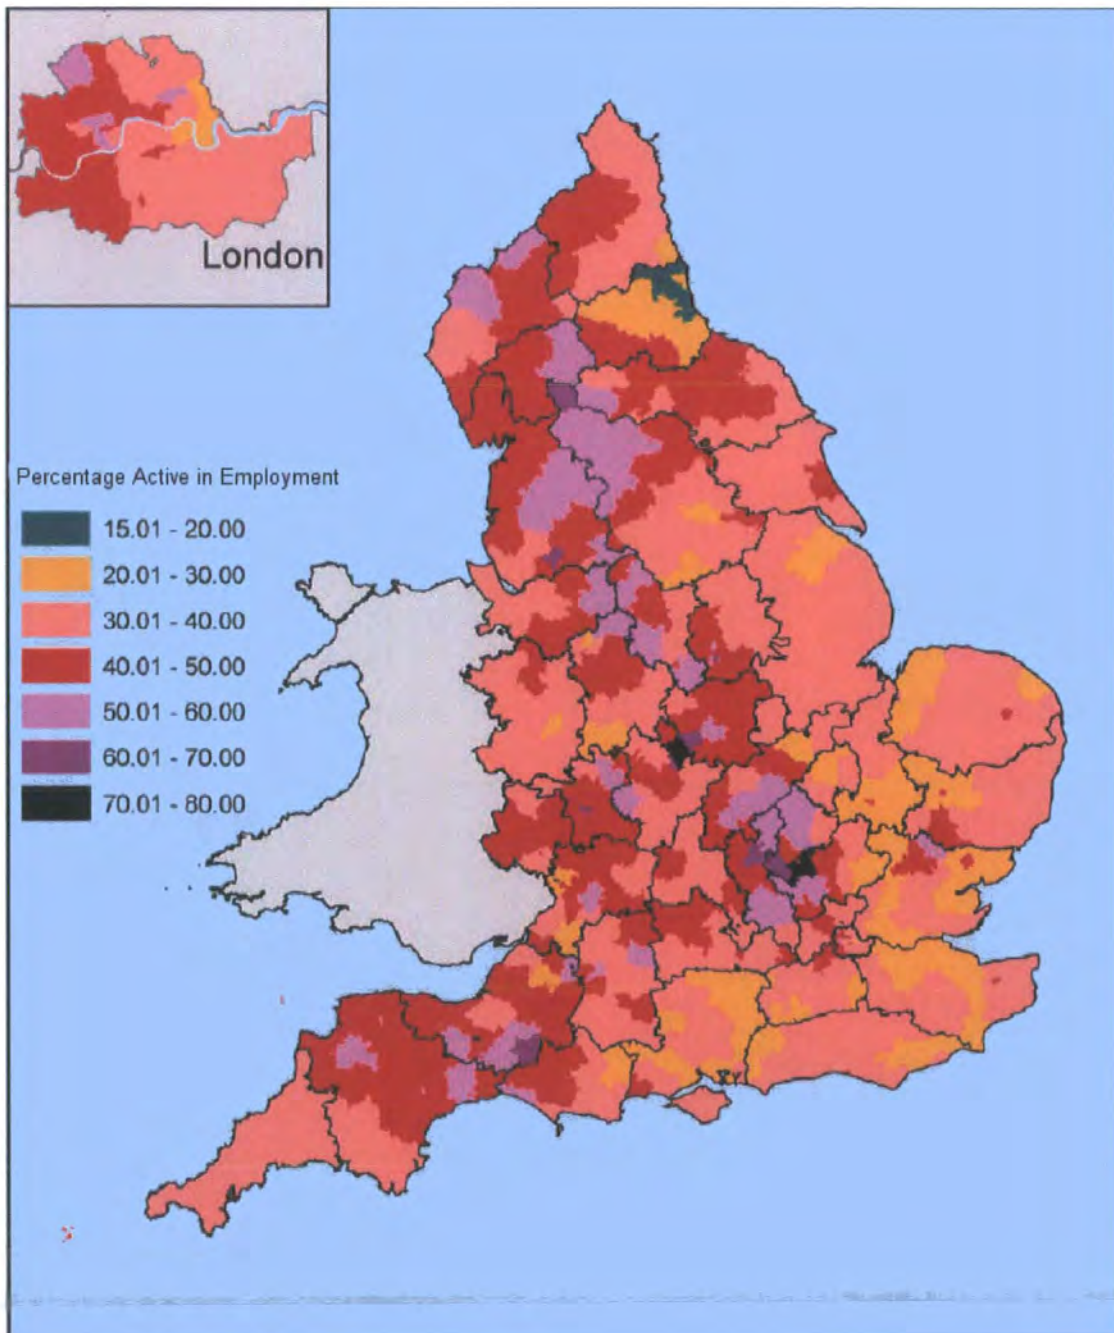 London
Percentage Active in Employment
15.01 - 20.00
20.01 - 30.00
30.01 - 40.00
40.01 - 50.00
50.01 - 60.00
60.01 - 70.00
70.01 - 80.00